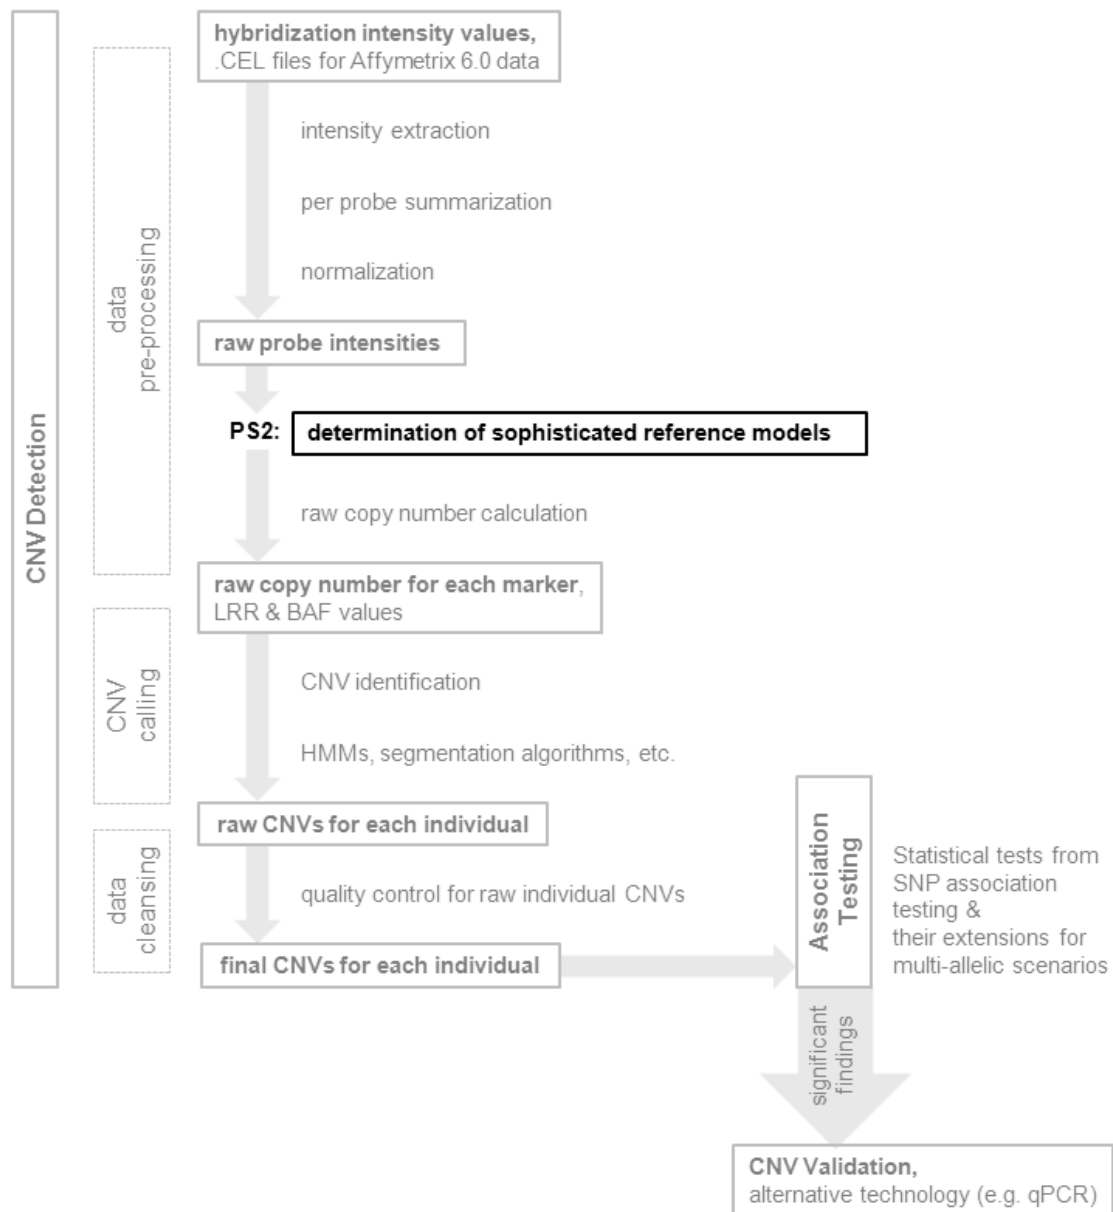 hybridization intensity values,
.CEL files for Affymetrix 6.0 data
intensity extraction
per probe summarization
normalization
data
pre-processing
raw probe intensities
CNV Detection
PS2: determination of sophisticated reference models
raw copy number calculation
raw copy number for each marker,
LRR & BAF values
CNV
calling
CNV identification
HMMs, segmentation algorithms, etc.
raw CNVs for each individual
data
cleansing
quality control for raw individual CNVs
final CNVs for each individual
Association
Testing
Statistical tests from
SNP association
testing &
their extensions for
multi-allelic scenarios
significant
findings
CNV Validation,
alternative technology (e.g. qPCR)